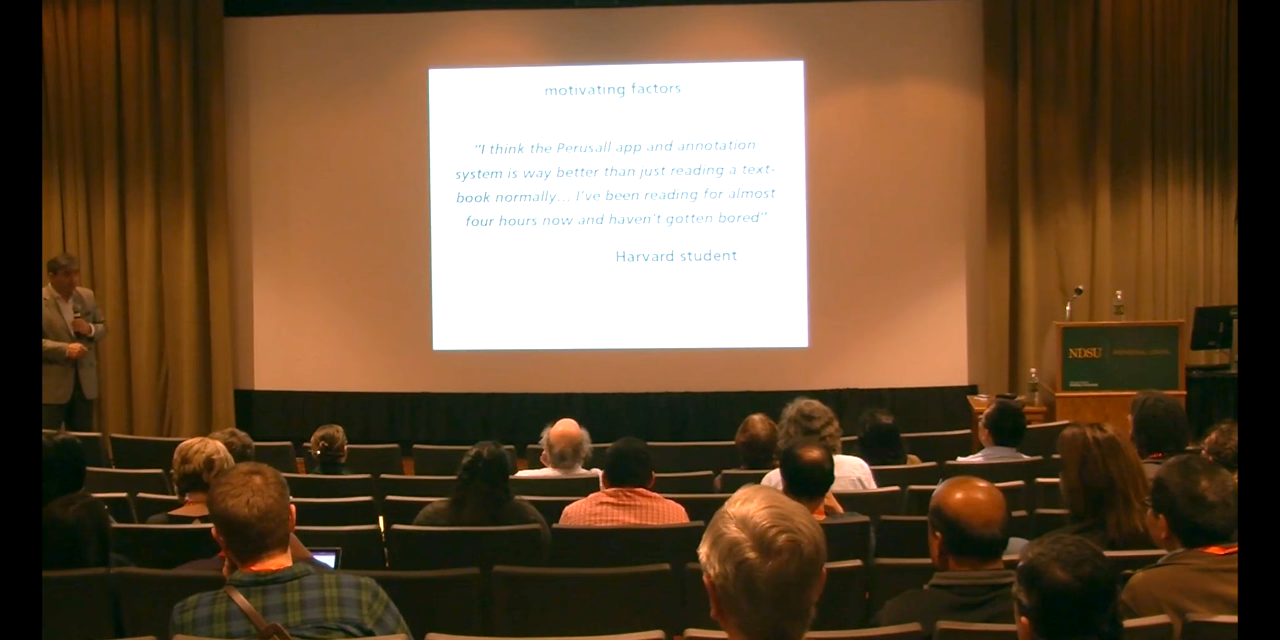 motivating factors
"I think the Perusall app and annotation
system is way better than just reading a text-
book normally... I've been reading for almost
four hours now and haven't gotten bored"
Harvard student
NDSU